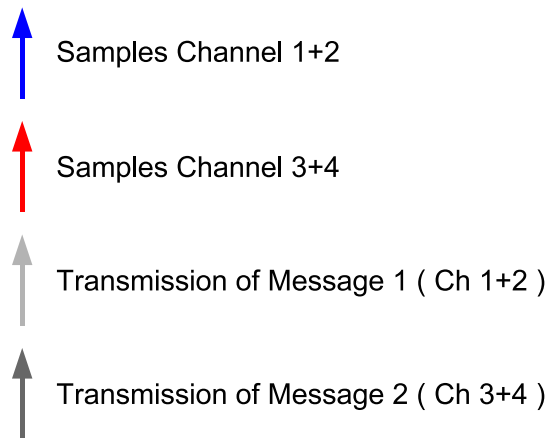 Samples Channel 1+2
Samples Channel 3+4
Transmission of Message 1 ( Ch 1+2 )
Transmission of Message 2 ( Ch 3+4 )